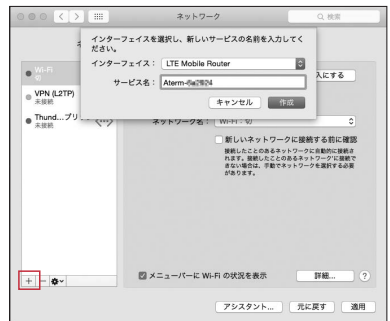 ネットワーク
検索
インターフェイスを選択し、新しいサービスの名前を入力してく
ださい。
インターフェイス：
LTE Mobile Router
サービス名：
Aterm-
キャンセル
作成
Wi-Fi
入にする
VPN (L2TP)
未接続
Thund...ブリ
未接続
ネットワーク名：
Wi-Fi：切
新しいネットワークに接続する前に確認
接続したことのあるネットワークに自動的に接続さ
れます。接続したことのあるネットワークに接続で
きない場合は、手動でネットワークを選択する必要
があります。
メニューバーに Wi-Fi の状況を表示
詳細...
?
アシスタント...
元に戻す
適用